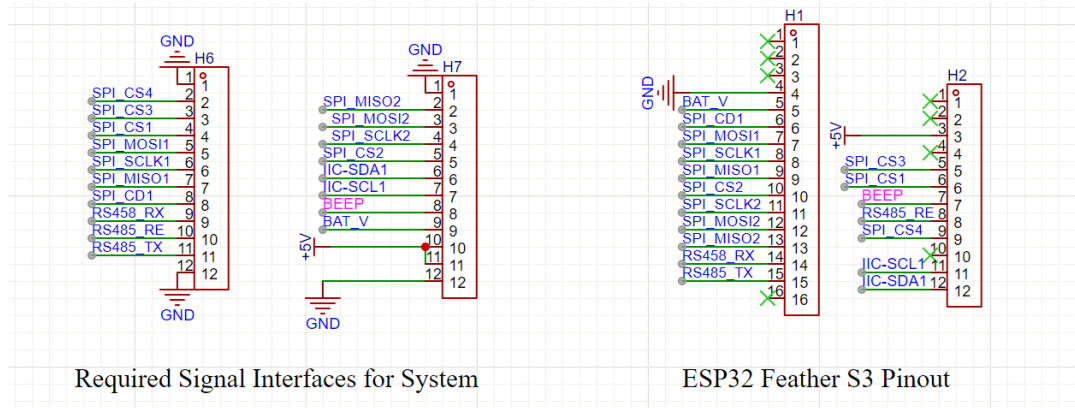 GND
H6
1 1
SPI_CS4 2 2
SPI_CS3 3 3
SPI_CS1 4 4
SPI_MOSI1 5 5
SPI_SCLK1 6 6
SPI_MISO1 7 7
SPI_CD1 8 8
RS458_RX 9 9
RS485_RE 10 10
RS485_TX 11 11
12 12
GND
GND
H7
1 1
SPI_MISO2 2 2
SPI_MOSI2 3 3
SPI_SCLK2 4 4
SPI_CS2 5 5
IIC-SDA1 6 6
IIC-SCL1 7 7
BEEP 8 8
BAT_V 9 9
+5V 10 10
11 11
12 12
GND
H1
1 1
2 2
3 3
GND 4 4
BAT_V 5 5
SPI_CD1 6 6
SPI_MOSI1 7 7
SPI_SCLK1 8 8
SPI_MISO1 9 9
SPI_CS2 10 10
SPI_SCLK2 11 11
SPI_MOSI2 12 12
SPI_MISO2 13 13
RS458_RX 14 14
RS485_TX 15 15
16 16
H2
1 1
2 2
+5V 3 3
4 4
SPI_CS3 5 5
SPI_CS1 6 6
BEEP 7 7
RS485_RE 8 8
SPI_CS4 9 9
10 10
IIC-SCL1 11 11
IIC-SDA1 12 12
Required Signal Interfaces for System
ESP32 Feather S3 Pinout